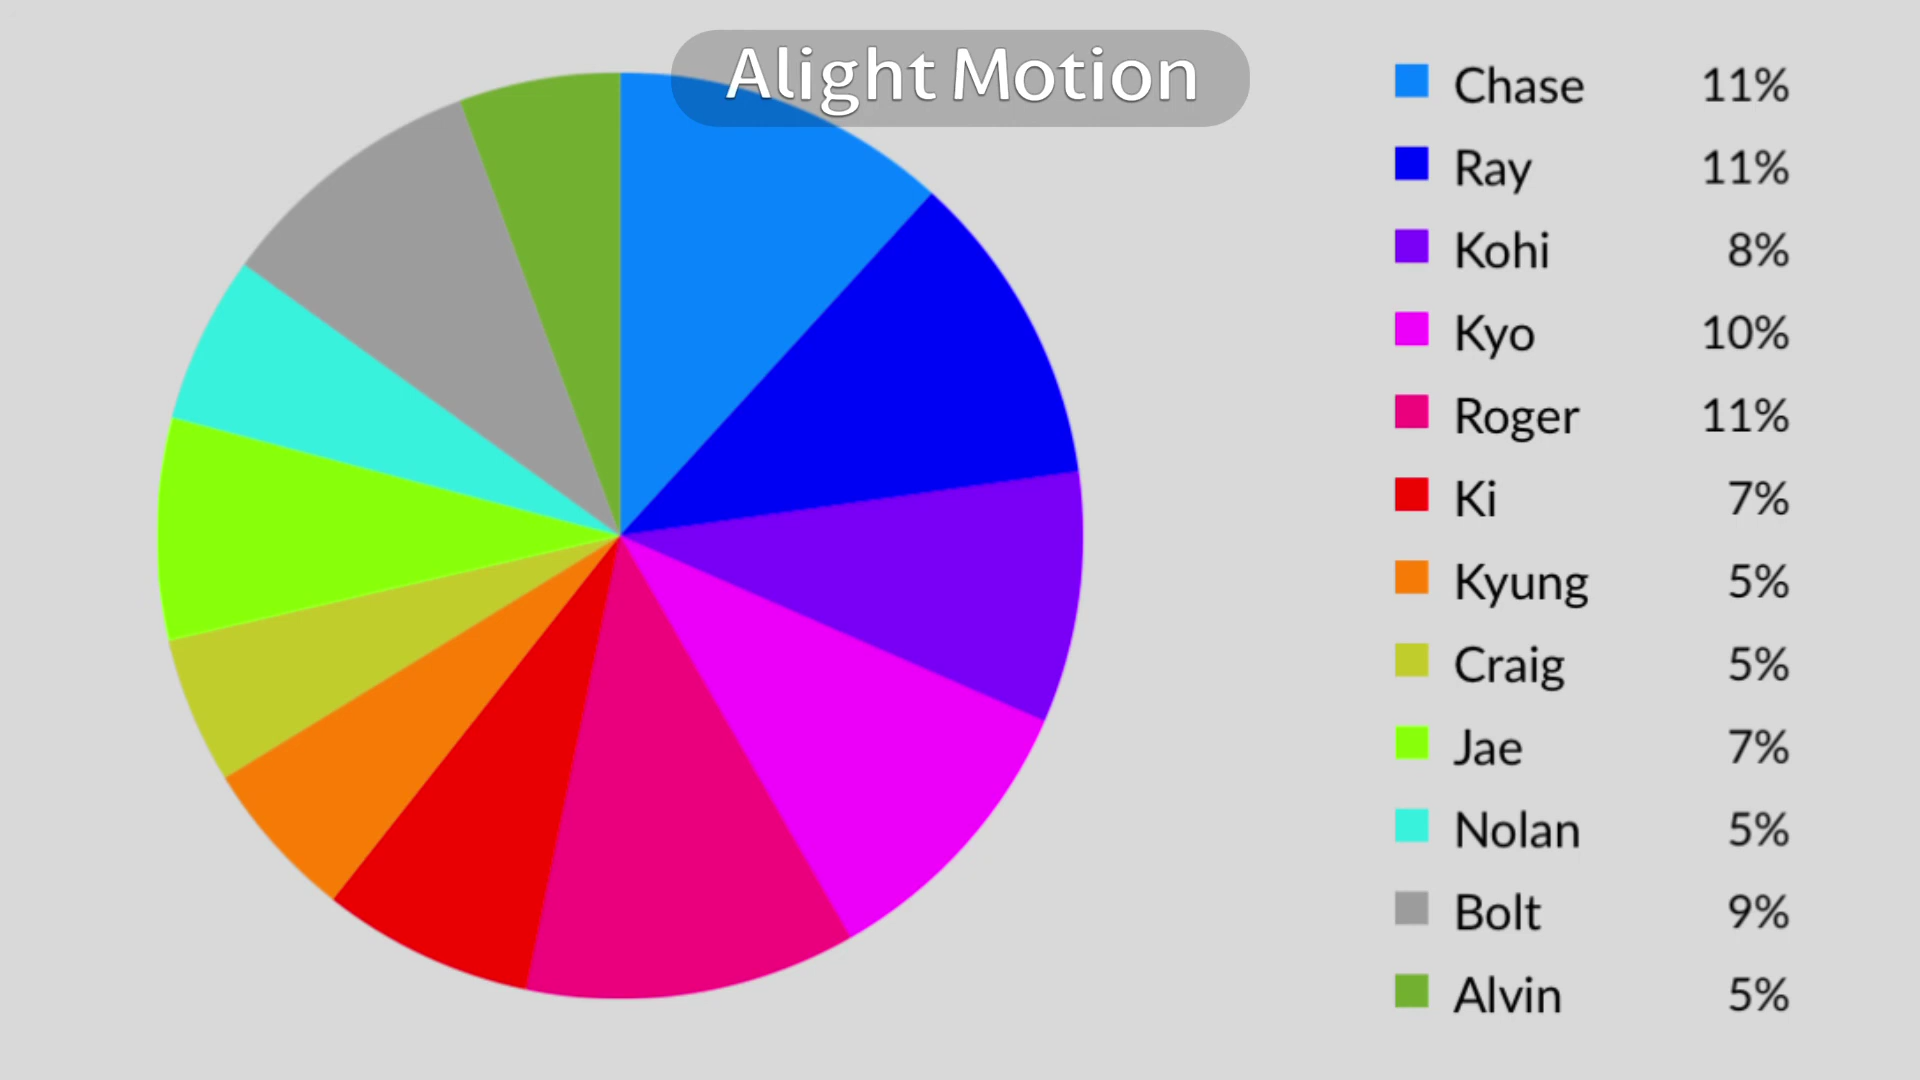 Alight Motion
Chase 11%
Ray 11%
Kohi 8%
Kyo 10%
Roger 11%
Ki 7%
Kyung 5%
Craig 5%
Jae 7%
Nolan 5%
Bolt 9%
Alvin 5%